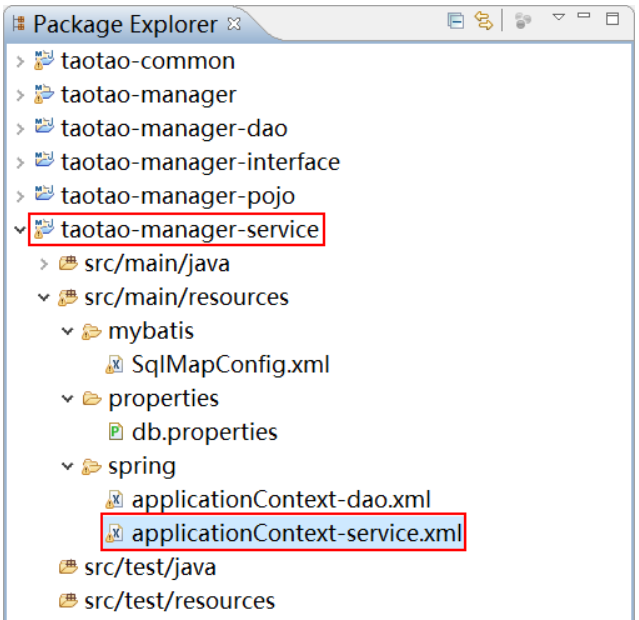 Package Explorer
taotao-common
taotao-manager
taotao-manager-dao
taotao-manager-interface
taotao-manager-pojo
taotao-manager-service
src/main/java
src/main/resources
mybatis
SqlMapConfig.xml
properties
db.properties
spring
applicationContext-dao.xml
applicationContext-service.xml
src/test/java
src/test/resources